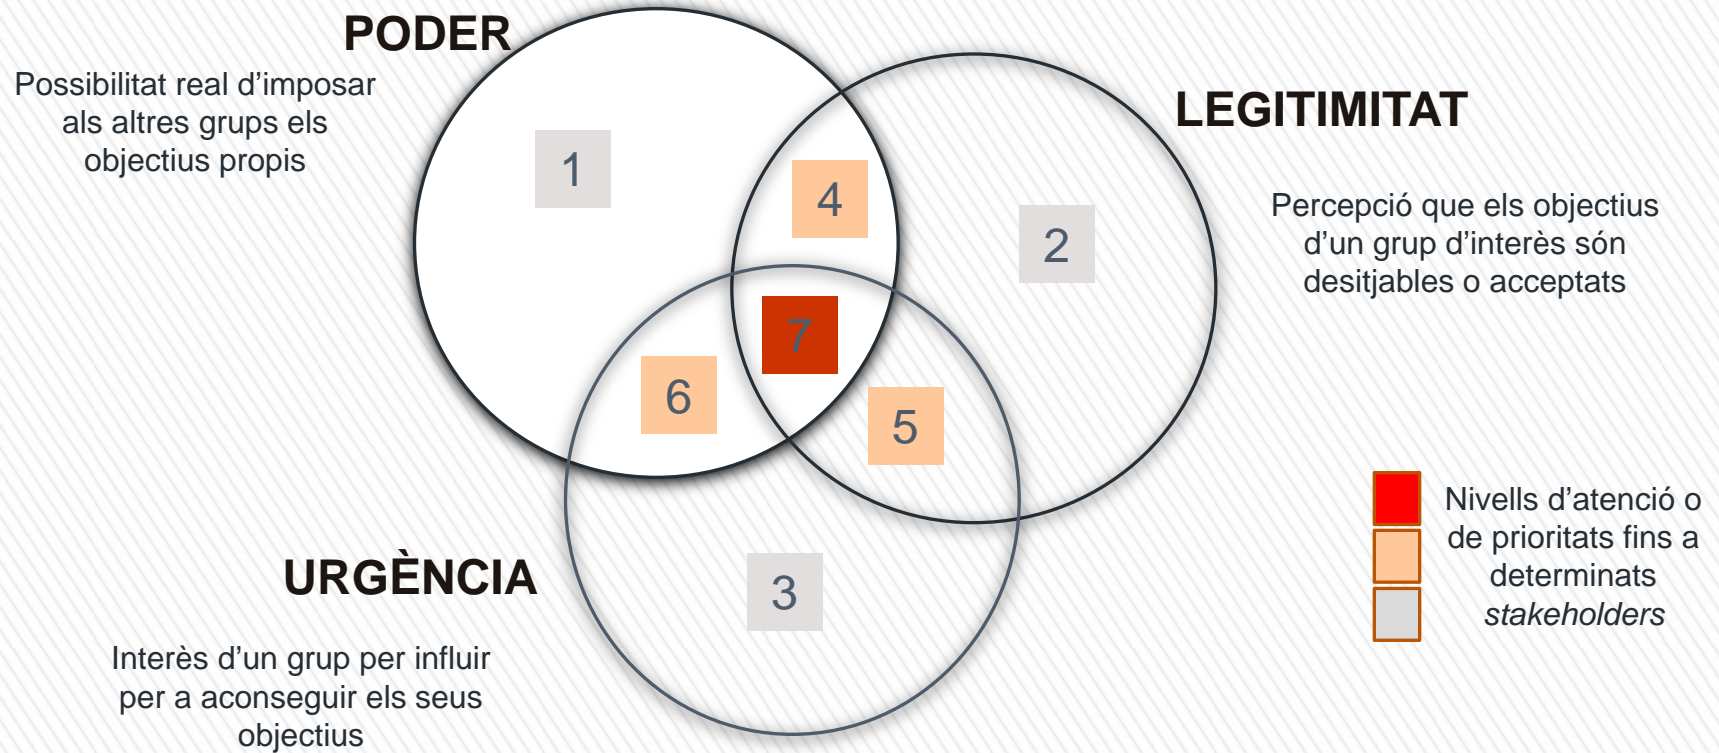 PODER
Possibilitat real d’imposar
als altres grups els
objectius propis
1
4
LEGITIMITAT
2
Percepció que els objectius
d’un grup d’interès són
desitjables o acceptats
7
6
5
URGÈNCIA
3
Interès d’un grup per influir
per a aconseguir els seus
objectius
Nivells d’atenció o
de prioritats fins a
determinats
stakeholders